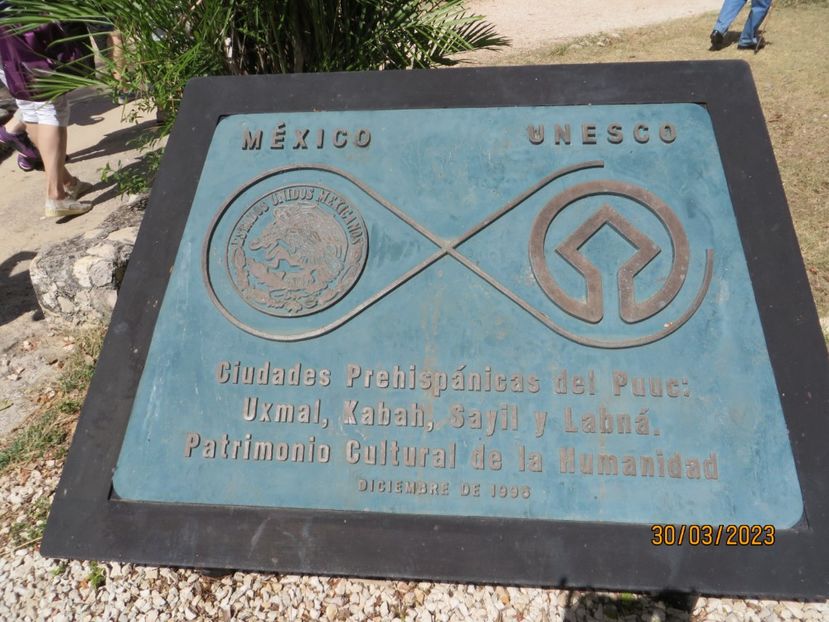 MÉXICO UNESCO
ESTADOS UNIDOS MEXICANOS
Ciudades Prehispánicas del Puuc:
Uxmal, Kabah, Sayil y Labná.
Patrimonio Cultural de la Humanidad
DICIEMBRE DE 1996
30/03/2023